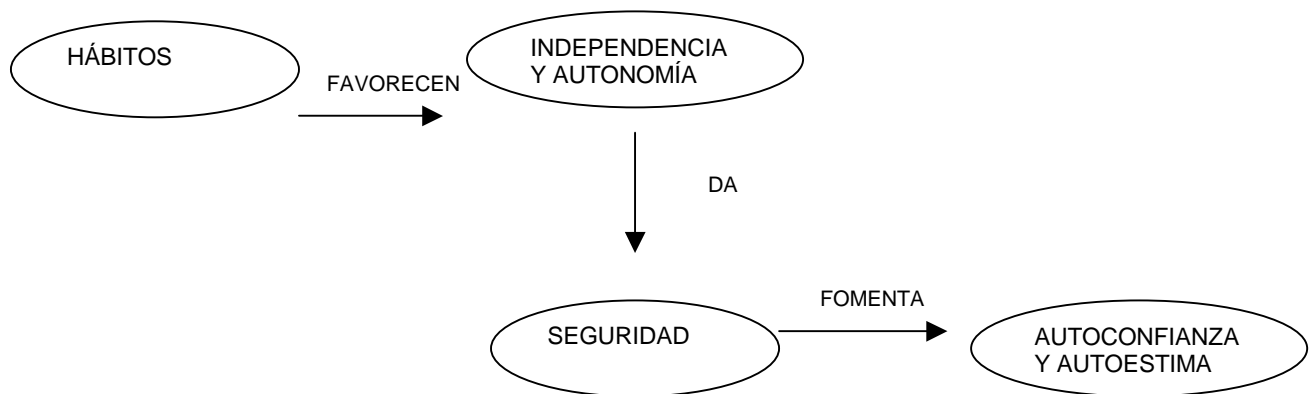 HÁBITOS
FAVORECEN
INDEPENDENCIA
Y AUTONOMÍA
DA
SEGURIDAD
FOMENTA
AUTOCONFIANZA
Y AUTOESTIMA